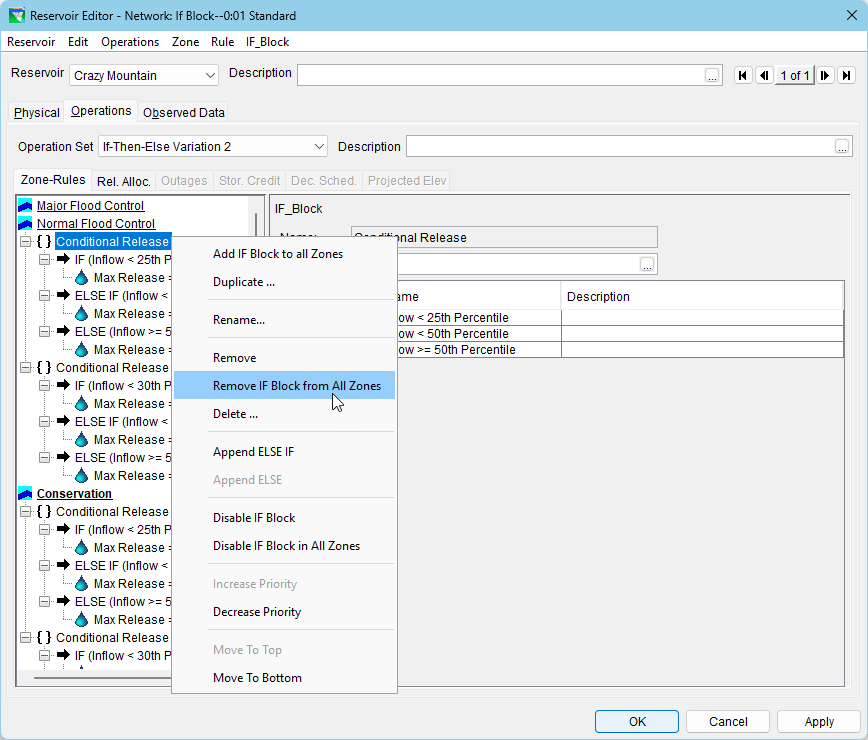 Reservoir Editor - Network: If Block--0:01 Standard
Reservoir Edit Operations Zone Rule IF_Block
Reservoir Crazy Mountain Description ... 1 of 1
Physical Operations Observed Data
Operation Set If-Then-Else Variation 2 Description ...
Zone-Rules Rel. Alloc. Outages Stor. Credit Dec. Sched. Projected Elev
Major Flood Control
Normal Flood Control
{ } Conditional Release
IF (Inflow < 25th P
Max Release =
ELSE IF (Inflow <
Max Release =
ELSE (Inflow >= 5
Max Release =
{ } Conditional Release
IF (Inflow < 30th P
Max Release =
ELSE IF (Inflow <
Max Release =
ELSE (Inflow >= 5
Max Release =
Conservation
{ } Conditional Release
IF (Inflow < 25th P
Max Release =
ELSE IF (Inflow <
Max Release =
ELSE (Inflow >= 5
Max Release =
{ } Conditional Release
IF (Inflow < 30th P
Add IF Block to all Zones
Duplicate ...
Rename...
Remove
Remove IF Block from All Zones
Delete ...
Append ELSE IF
Append ELSE
Disable IF Block
Disable IF Block in All Zones
Increase Priority
Decrease Priority
Move To Top
Move To Bottom
IF_Block
Conditional Release
...
ame Description
ow < 25th Percentile
ow < 50th Percentile
ow >= 50th Percentile
OK Cancel Apply